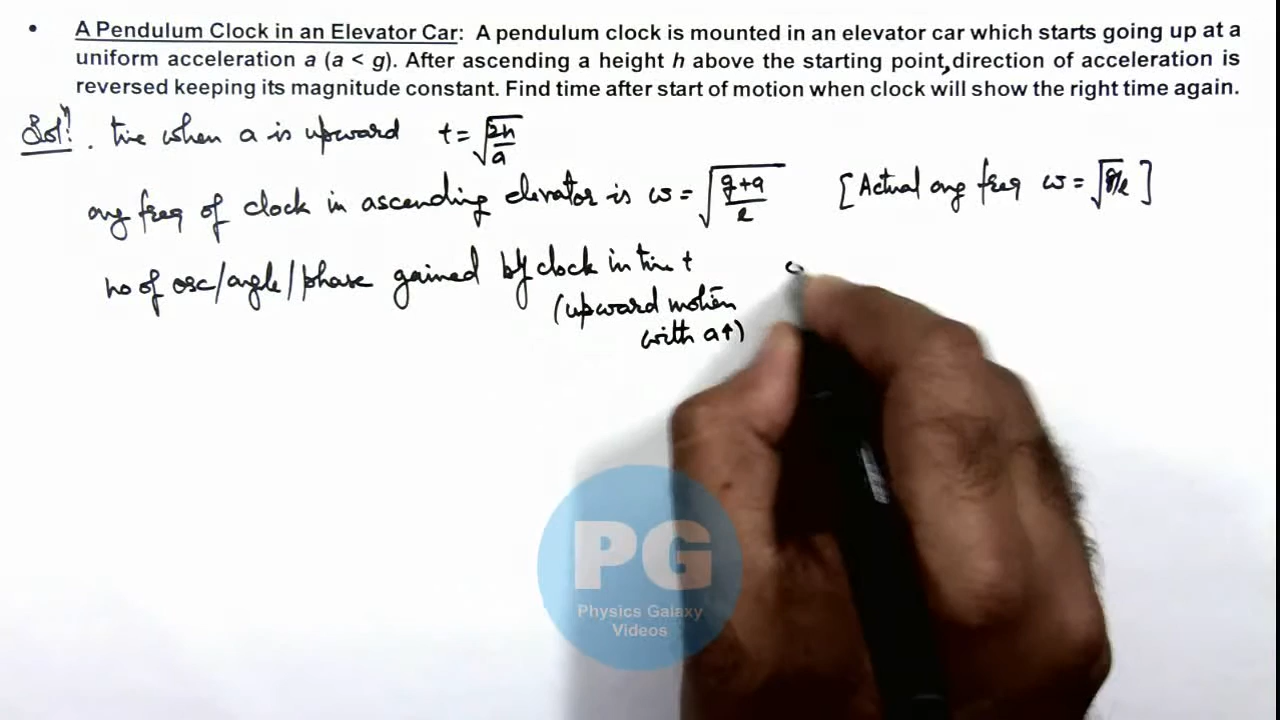 • A Pendulum Clock in an Elevator Car: A pendulum clock is mounted in an elevator car which starts going up at a
uniform acceleration a (a < g). After ascending a height h above the starting point, direction of acceleration is
reversed keeping its magnitude constant. Find time after start of motion when clock will show the right time again.
Solⁿ. time when a is upward t = √(2h/a)
ang freq of clock in ascending elevator is ω = √((g+a)/l) [Actual ang freq ω = √(g/l)]
no of osc/angle/phase gained by clock in time t
(upward motion
with a↑)
PG
Physics Galaxy
Videos